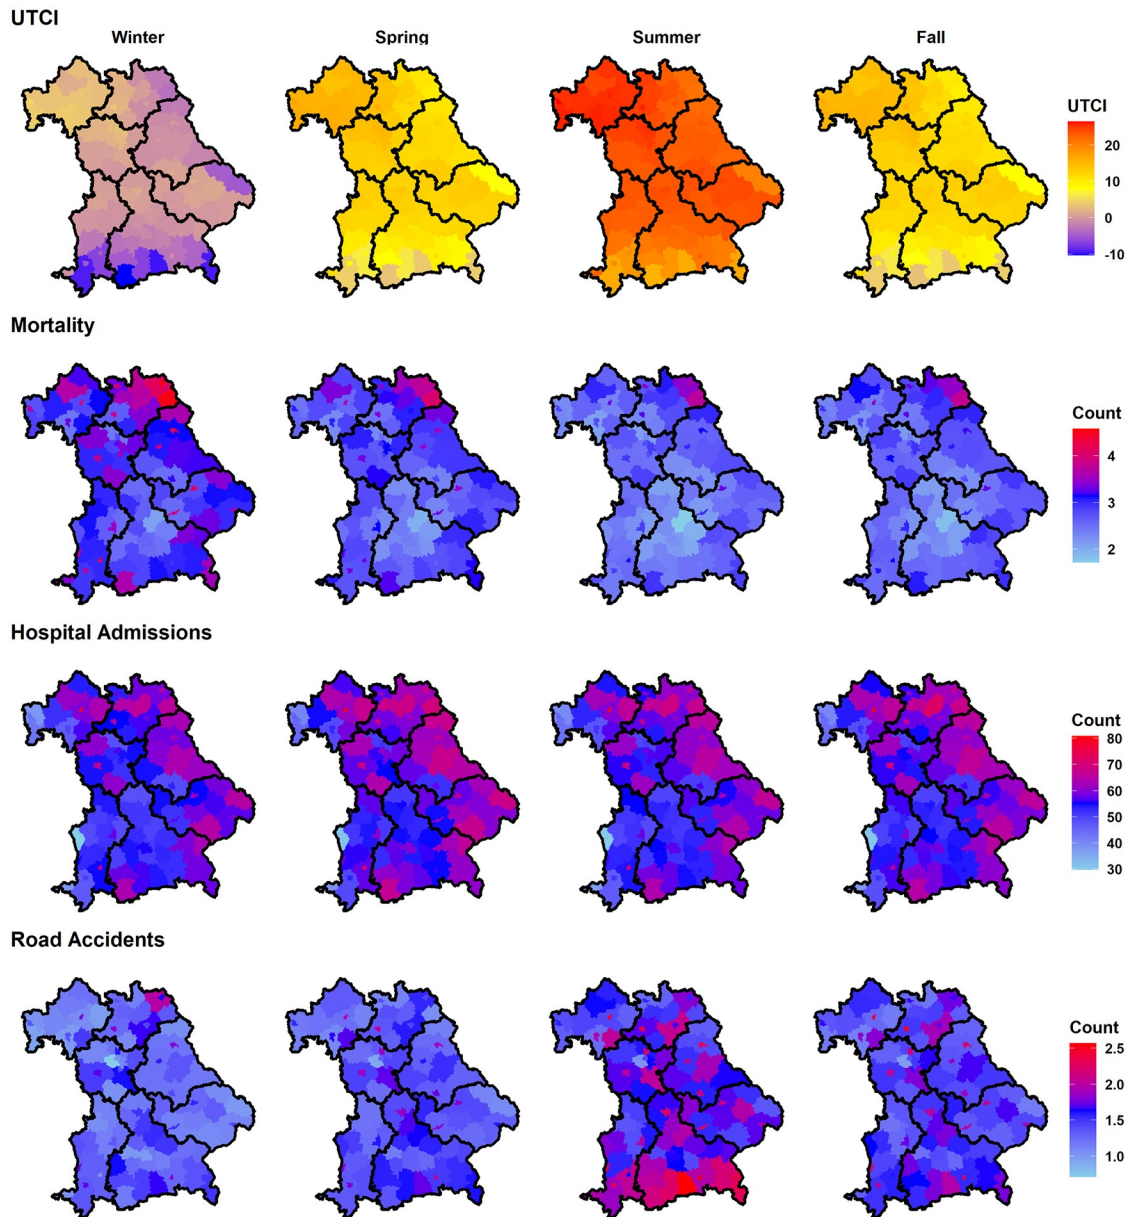 UTCI
Winter Spring Summer Fall
UTCI
20
10
0
-10
Mortality
Count
4
3
2
Hospital Admissions
Count
80
70
60
50
40
30
Road Accidents
Count
2.5
2.0
1.5
1.0